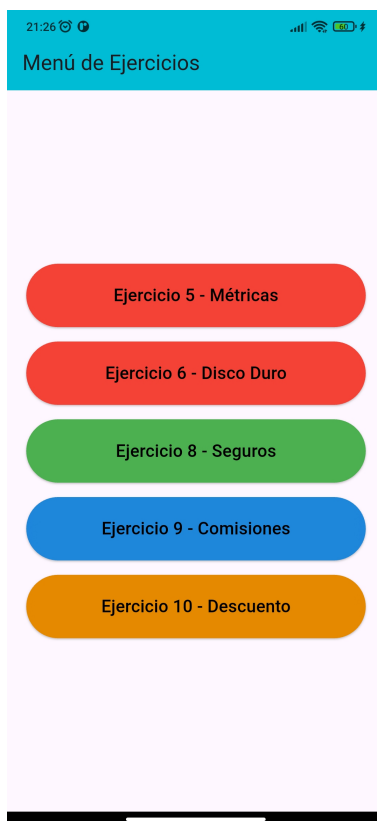 21:26
60
Menú de Ejercicios
Ejercicio 5 - Métricas
Ejercicio 6 - Disco Duro
Ejercicio 8 - Seguros
Ejercicio 9 - Comisiones
Ejercicio 10 - Descuento